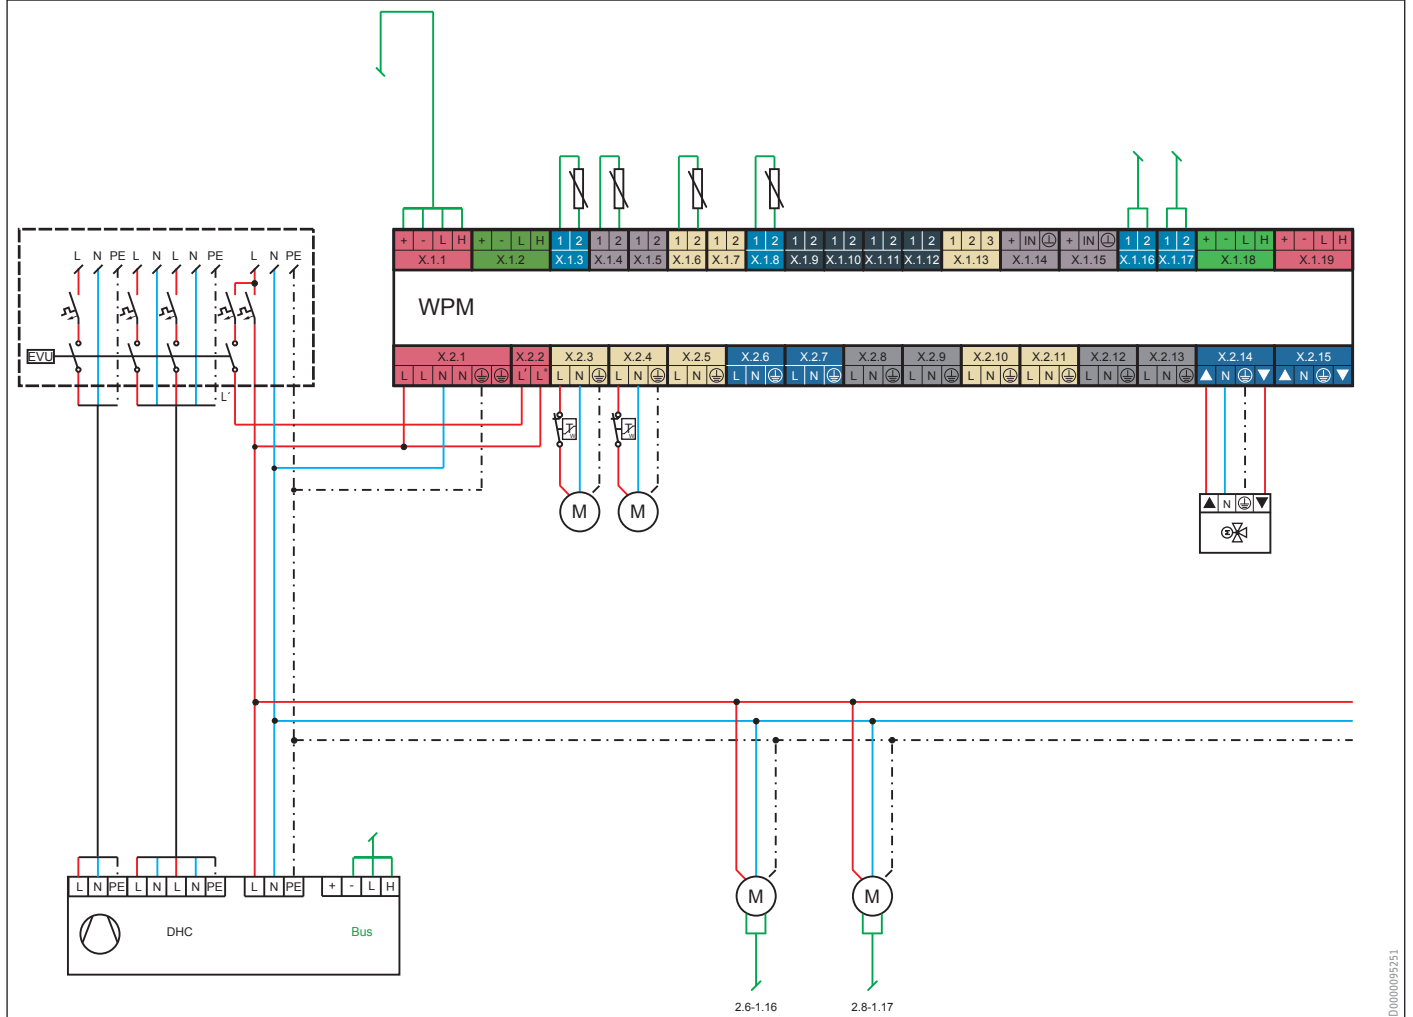 + - L H + - L H 1 2 1 2 1 2 1 2 1 2 1 2 1 2 1 2 1 2 1 2 1 2 3 + IN + IN 1 2 1 2 + - L H + - L H
X.1.1 X.1.2 X.1.3 X.1.4 X.1.5 X.1.6 X.1.7 X.1.8 X.1.9 X.1.10 X.1.11 X.1.12 X.1.13 X.1.14 X.1.15 X.1.16 X.1.17 X.1.18 X.1.19
L N PE L N L N PE L N PE
WPM
EVU
X.2.1 X.2.2 X.2.3 X.2.4 X.2.5 X.2.6 X.2.7 X.2.8 X.2.9 X.2.10 X.2.11 X.2.12 X.2.13 X.2.14 X.2.15
L L N N L' L* L N L N L N L N L N L N L N L N L N L N L N ▲ N ▼ ▲ N ▼
L'
M M
▲ N ▼
M
M M
L N PE L N L N PE L N PE + - L H
DHC Bus
2.6-1.16 2.8-1.17
D0000095251